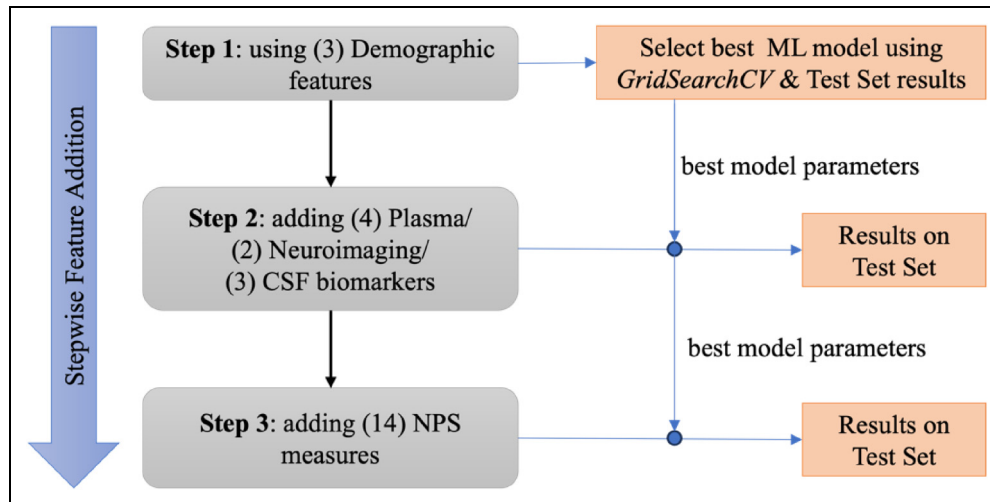 Stepwise Feature Addition
Step 1: using (3) Demographic
features
Select best ML model using
GridSearchCV & Test Set results
best model parameters
Step 2: adding (4) Plasma/
(2) Neuroimaging/
(3) CSF biomarkers
Results on
Test Set
best model parameters
Step 3: adding (14) NPS
measures
Results on
Test Set